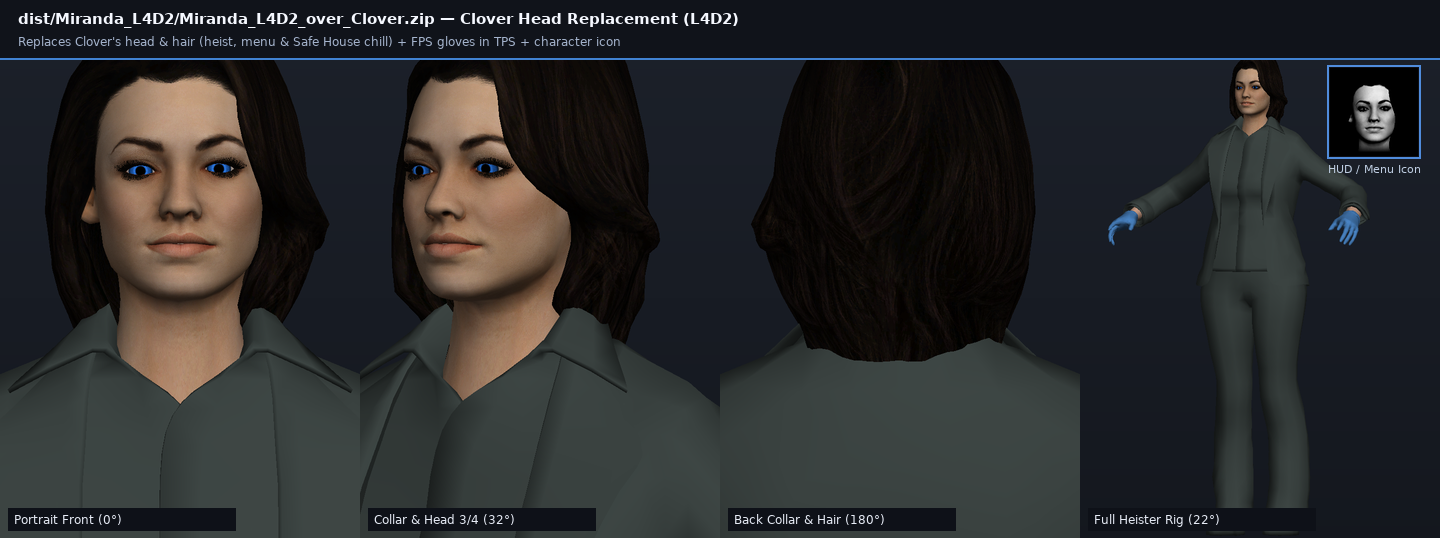 dist/Miranda_L4D2/Miranda_L4D2_over_Clover.zip — Clover Head Replacement (L4D2)
Replaces Clover's head & hair (heist, menu & Safe House chill) + FPS gloves in TPS + character icon
HUD / Menu Icon
Portrait Front (0°)
Collar & Head 3/4 (32°)
Back Collar & Hair (180°)
Full Heister Rig (22°)